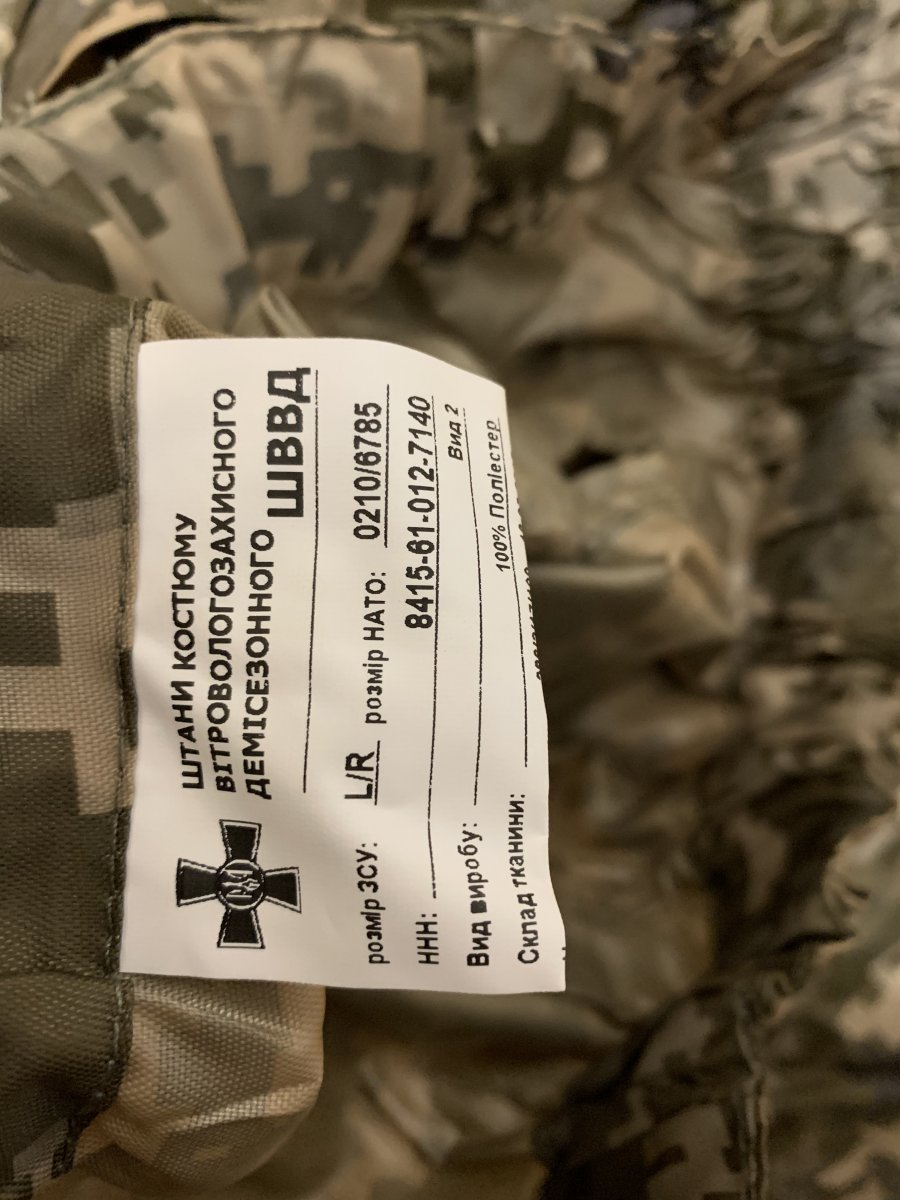 ШТАНИ КОСТЮМУ
ВІТРОВОЛОГОЗАХИСНОГО
ДЕМІСЕЗОННОГО ШВВД
розмір ЗСУ: L/R розмір НАТО: 0210/6785
ННН: 8415-61-012-7140
Вид виробу: Вид 2
Склад тканини: 100% Поліестер